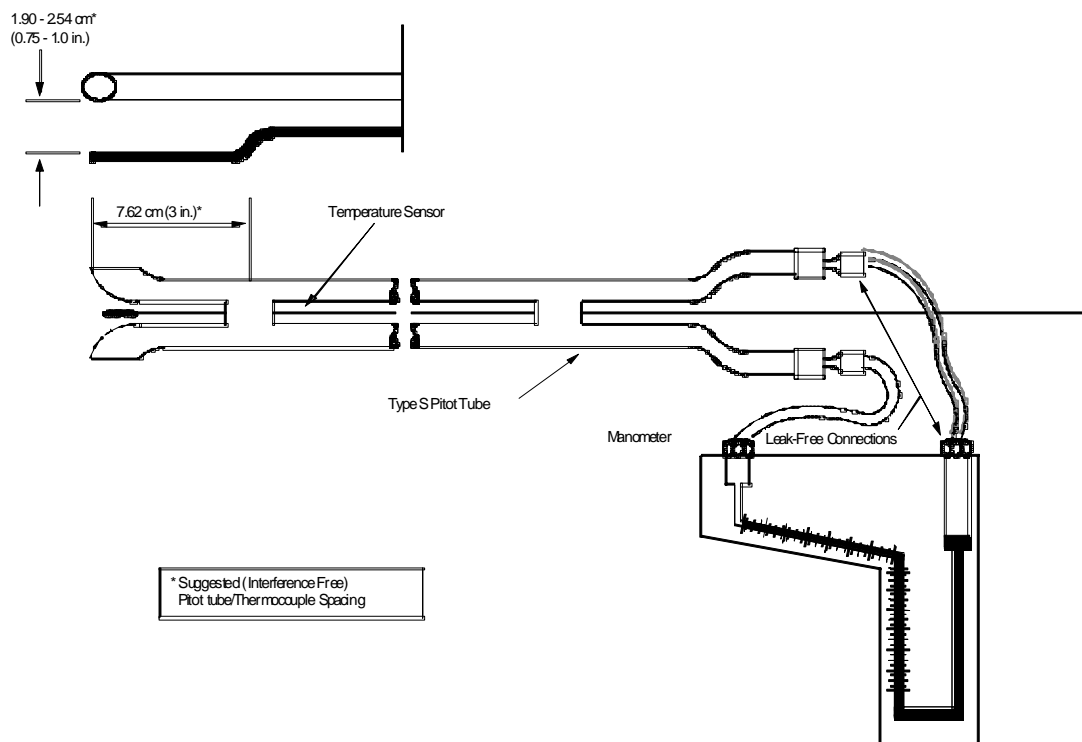 1.90 - 2.54 cm*
(0.75 - 1.0 in.)
7.62 cm (3 in.)*
Temperature Sensor
Type S Pitot Tube
Manometer
Leak-Free Connections
* Suggested (Interference Free)
Pitot tube/Thermocouple Spacing